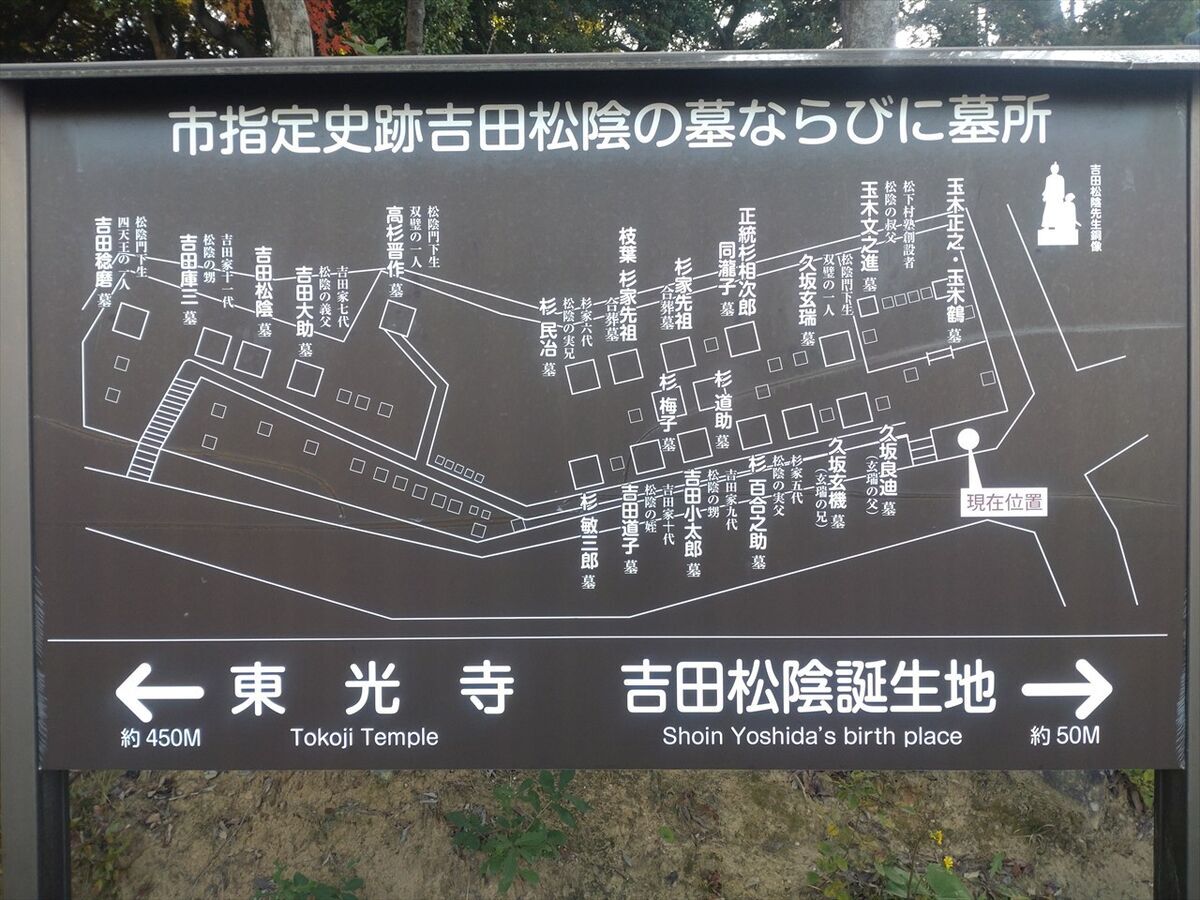 市指定史跡吉田松陰の墓ならびに墓所
吉田松陰先生銅像
玉木正之・玉木鶴 墓
松下村塾創設者
松陰の叔父
玉木文之進 墓
松陰門下生
双璧の一人
久坂玄瑞 墓
正統杉相次郎
同瀧子 墓
杉家先祖
合葬墓
枝葉 杉家先祖
合葬墓
杉家六代
松陰の実兄
杉 民治 墓
松陰門下生
双璧の一人
高杉晋作 墓
吉田家七代
松陰の義父
吉田大助 墓
吉田松陰 墓
吉田家十一代
松陰の甥
吉田庫三 墓
松陰門下生
四天王の一人
吉田稔磨 墓
杉 道助 墓
杉 梅子 墓
久坂良迪 墓
(玄瑞の父)
久坂玄機 墓
(玄瑞の兄)
杉家五代
松陰の実父
杉 百合之助 墓
吉田家九代
松陰の甥
吉田小太郎 墓
吉田家十代
松陰の姪
吉田道子 墓
杉 敏三郎 墓
現在位置
← 東光寺
吉田松陰誕生地 →
約450M
Tokoji Temple
Shoin Yoshida's birth place
約50M